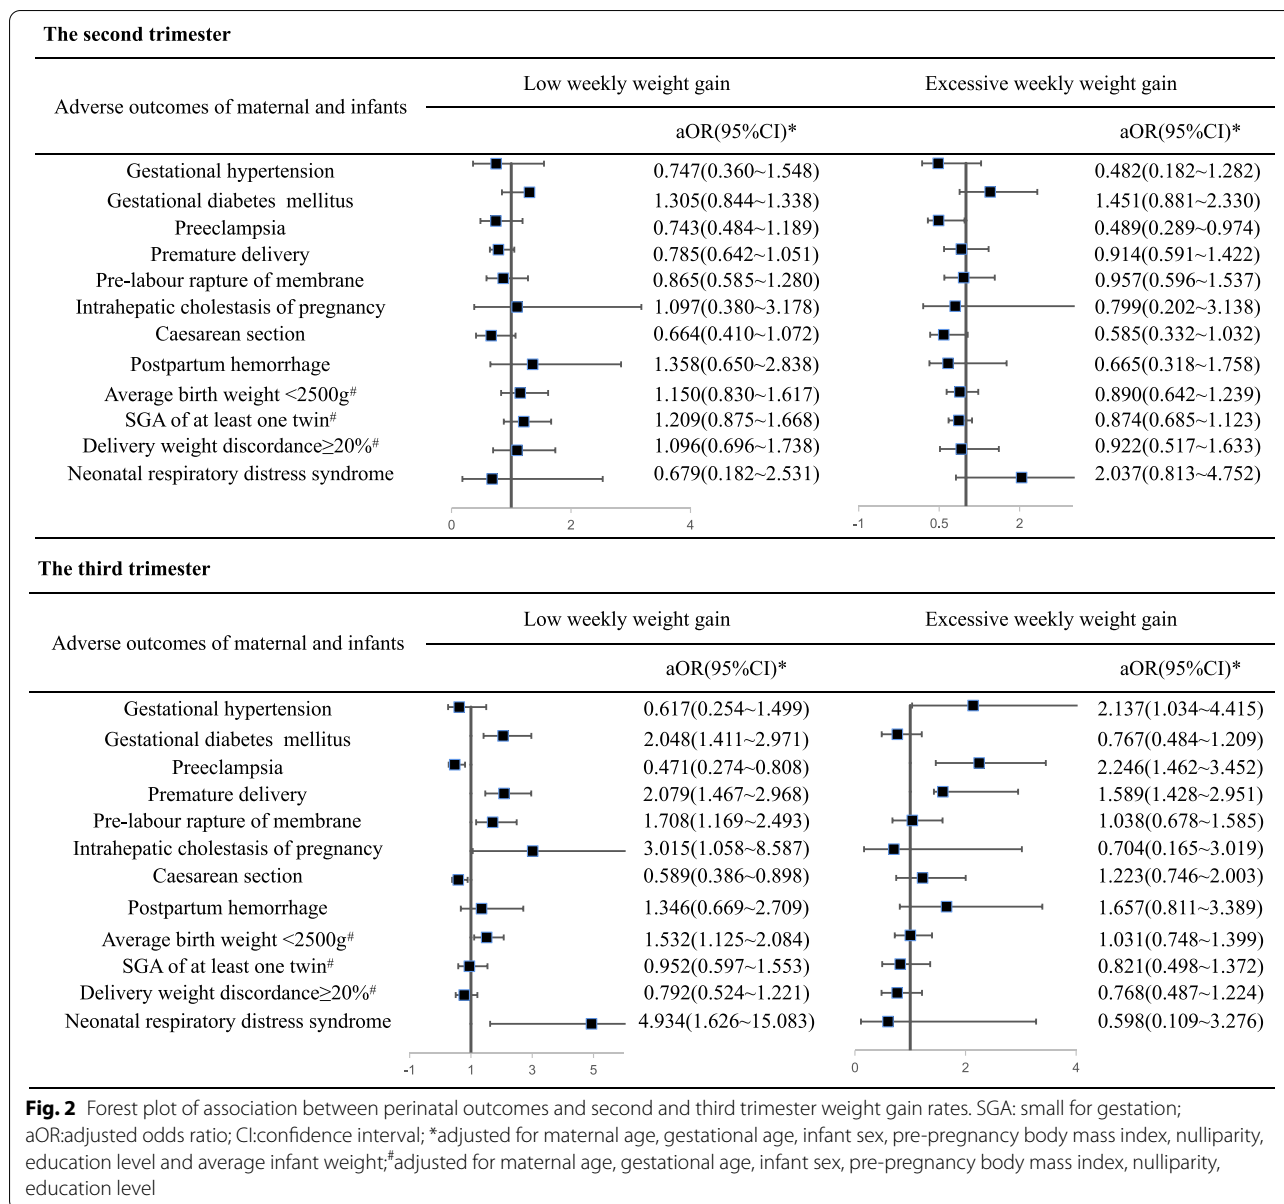 The second trimester
Low weekly weight gain Excessive weekly weight gain
Adverse outcomes of maternal and infants
aOR(95%CI)* aOR(95%CI)*
Gestational hypertension 0.747(0.360~1.548) 0.482(0.182~1.282)
Gestational diabetes mellitus 1.305(0.844~1.338) 1.451(0.881~2.330)
Preeclampsia 0.743(0.484~1.189) 0.489(0.289~0.974)
Premature delivery 0.785(0.642~1.051) 0.914(0.591~1.422)
Pre-labour rapture of membrane 0.865(0.585~1.280) 0.957(0.596~1.537)
Intrahepatic cholestasis of pregnancy 1.097(0.380~3.178) 0.799(0.202~3.138)
Caesarean section 0.664(0.410~1.072) 0.585(0.332~1.032)
Postpartum hemorrhage 1.358(0.650~2.838) 0.665(0.318~1.758)
Average birth weight <2500g# 1.150(0.830~1.617) 0.890(0.642~1.239)
SGA of at least one twin# 1.209(0.875~1.668) 0.874(0.685~1.123)
Delivery weight discordance≥20%# 1.096(0.696~1.738) 0.922(0.517~1.633)
Neonatal respiratory distress syndrome 0.679(0.182~2.531) 2.037(0.813~4.752)
0 2 4 -1 0.5 2
The third trimester
Low weekly weight gain Excessive weekly weight gain
Adverse outcomes of maternal and infants
aOR(95%CI)* aOR(95%CI)*
Gestational hypertension 0.617(0.254~1.499) 2.137(1.034~4.415)
Gestational diabetes mellitus 2.048(1.411~2.971) 0.767(0.484~1.209)
Preeclampsia 0.471(0.274~0.808) 2.246(1.462~3.452)
Premature delivery 2.079(1.467~2.968) 1.589(1.428~2.951)
Pre-labour rapture of membrane 1.708(1.169~2.493) 1.038(0.678~1.585)
Intrahepatic cholestasis of pregnancy 3.015(1.058~8.587) 0.704(0.165~3.019)
Caesarean section 0.589(0.386~0.898) 1.223(0.746~2.003)
Postpartum hemorrhage 1.346(0.669~2.709) 1.657(0.811~3.389)
Average birth weight <2500g# 1.532(1.125~2.084) 1.031(0.748~1.399)
SGA of at least one twin# 0.952(0.597~1.553) 0.821(0.498~1.372)
Delivery weight discordance≥20%# 0.792(0.524~1.221) 0.768(0.487~1.224)
Neonatal respiratory distress syndrome 4.934(1.626~15.083) 0.598(0.109~3.276)
-1 1 3 5 0 2 4
Fig. 2 Forest plot of association between perinatal outcomes and second and third trimester weight gain rates. SGA: small for gestation;
aOR:adjusted odds ratio; CI:confidence interval; *adjusted for maternal age, gestational age, infant sex, pre-pregnancy body mass index, nulliparity,
education level and average infant weight;#adjusted for maternal age, gestational age, infant sex, pre-pregnancy body mass index, nulliparity,
education level